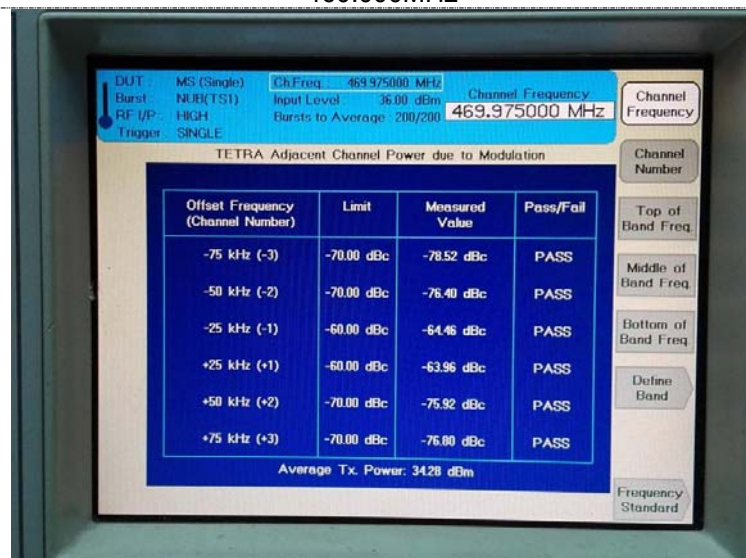 DUT : MS (Single)
Burst : NUB(TS1)
RF I/P : HIGH
Trigger : SINGLE
Ch.Freq : 469.975000 MHz
Input Level : 36.00 dBm
Bursts to Average : 200/200
Channel Frequency
469.975000 MHz
TETRA Adjacent Channel Power due to Modulation
Offset Frequency (Channel Number) Limit Measured Value Pass/Fail
-75 kHz (-3) -70.00 dBc -78.52 dBc PASS
-50 kHz (-2) -70.00 dBc -76.40 dBc PASS
-25 kHz (-1) -60.00 dBc -64.46 dBc PASS
+25 kHz (+1) -60.00 dBc -63.96 dBc PASS
+50 kHz (+2) -70.00 dBc -75.92 dBc PASS
+75 kHz (+3) -70.00 dBc -76.80 dBc PASS
Average Tx. Power: 34.28 dBm
Channel
Frequency
Channel
Number
Top of
Band Freq.
Middle of
Band Freq.
Bottom of
Band Freq.
Define
Band
Frequency
Standard